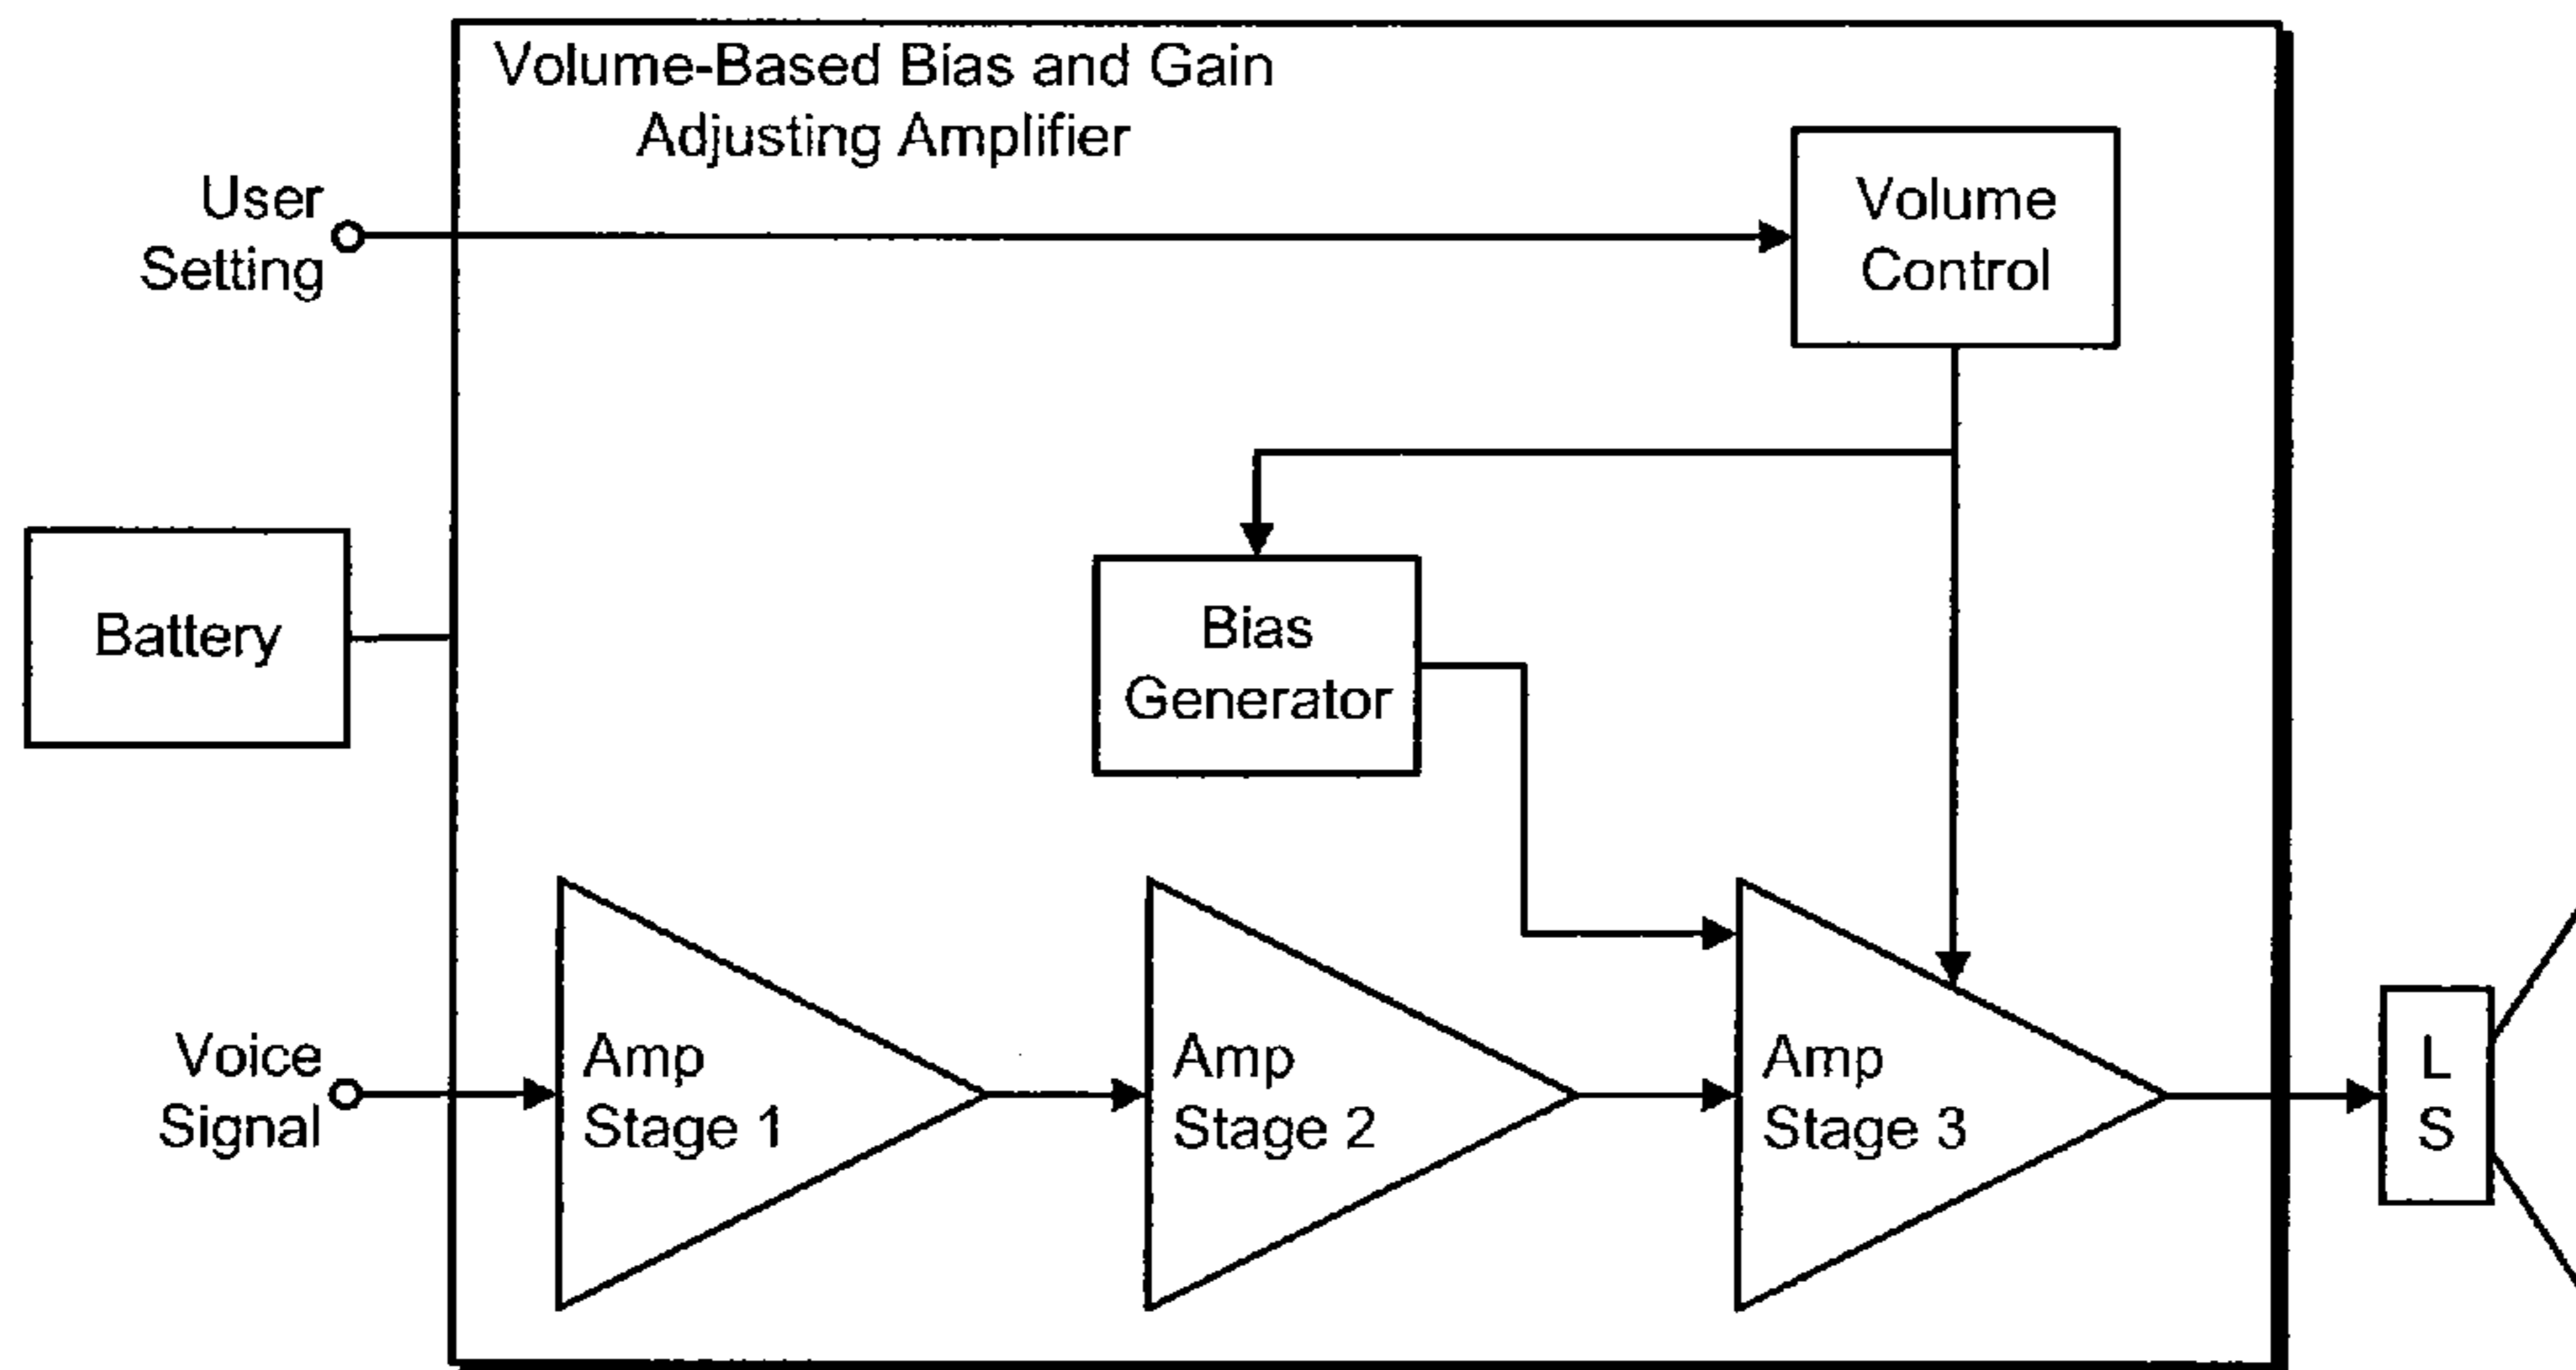 Volume-Based Bias and Gain
Adjusting Amplifier
User
Setting
Volume
Control
Battery
Bias
Generator
Voice
Signal
Amp
Stage 1
Amp
Stage 2
Amp
Stage 3
L
S